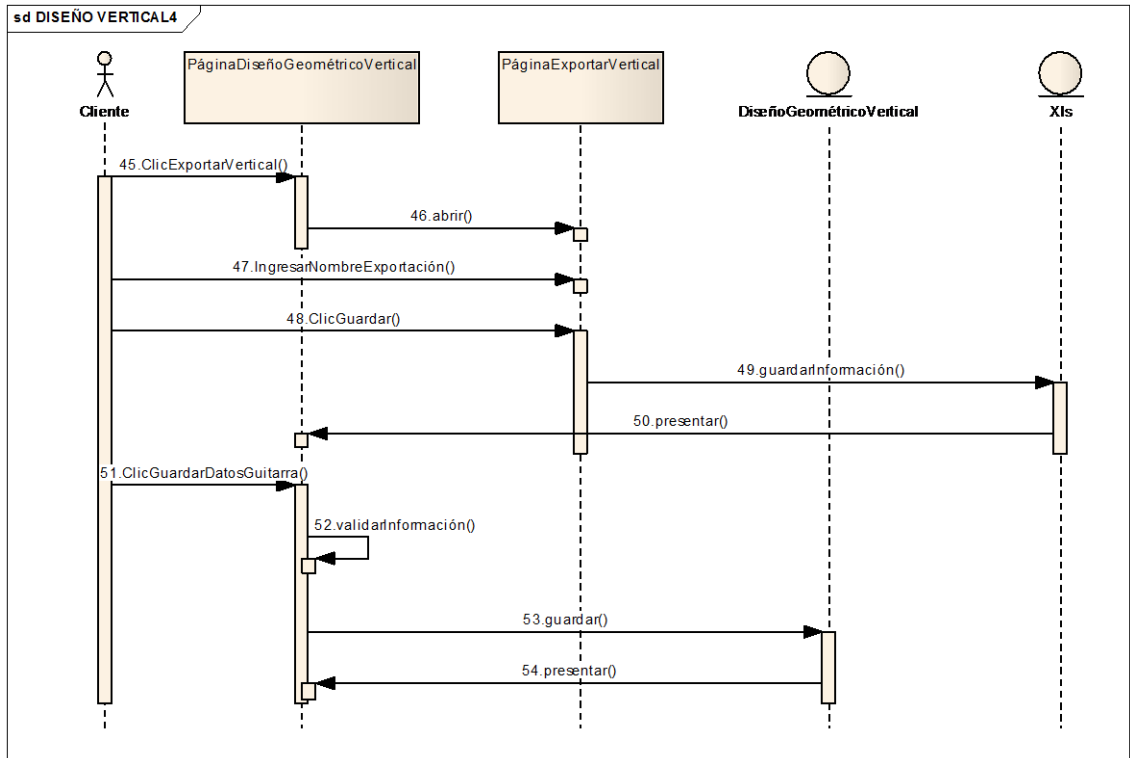 sd DISEÑO VERTICAL4
Cliente
PáginaDiseñoGeométricoVertical
PáginaExportarVertical
DiseñoGeométricoVertical
Xls
45.ClicExportarVertical()
46.abrir()
47.IngresarNombreExportación()
48.ClicGuardar()
49.guardarInformación()
50.presentar()
51.ClicGuardarDatosGuitarra()
52.validarInformación()
53.guardar()
54.presentar()